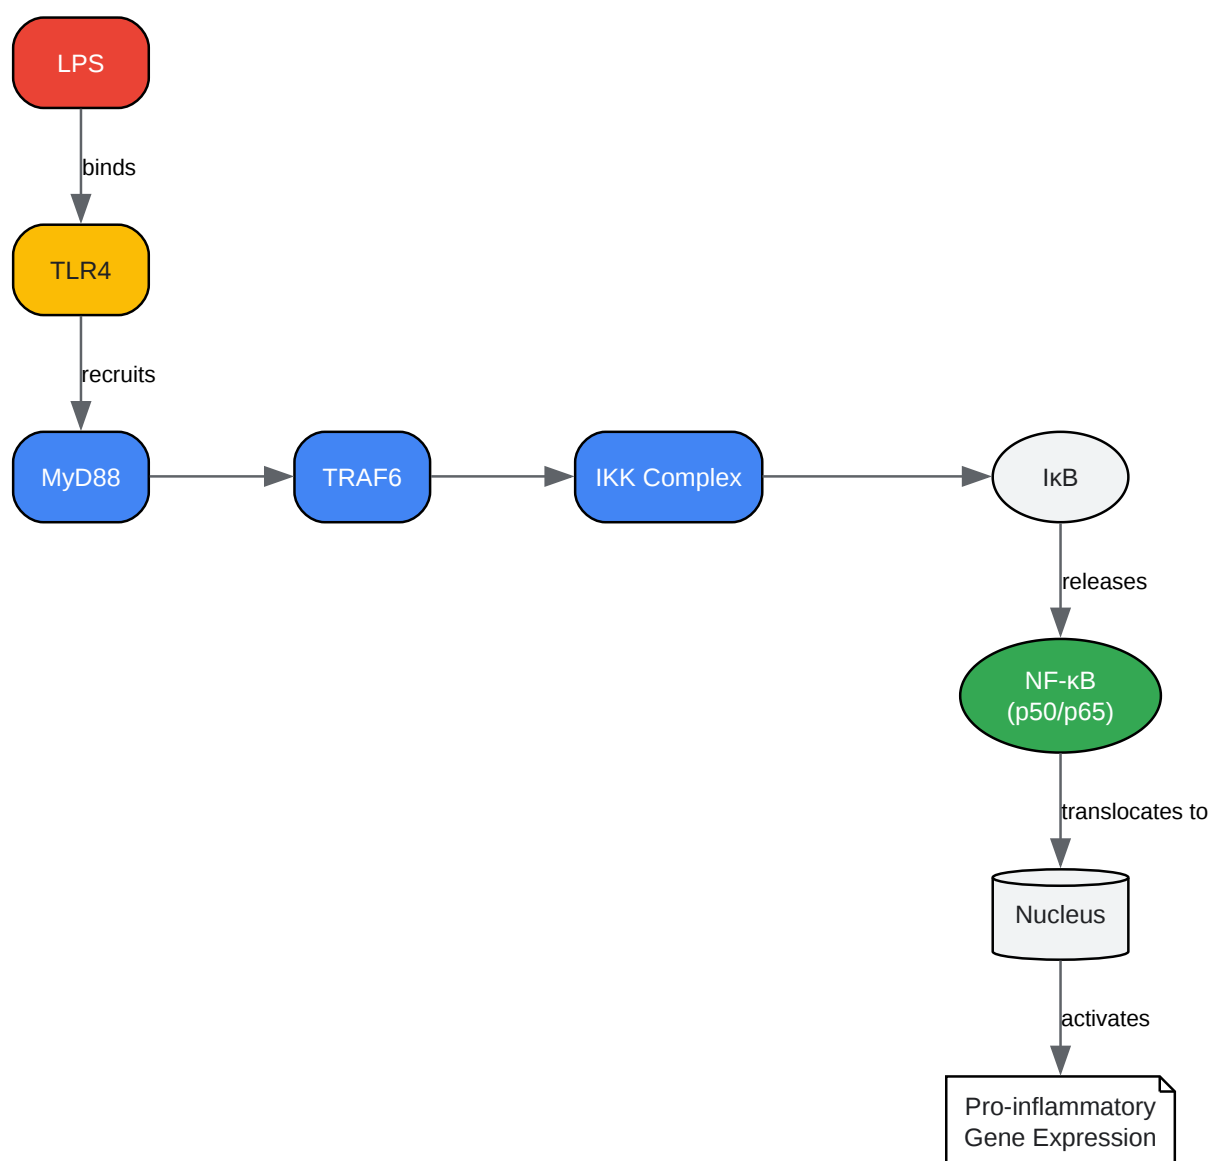 LPS
binds
TLR4
recruits
MyD88
TRAF6
IKK Complex
IκB
releases
NF-κB
(p50/p65)
translocates to
Nucleus
activates
Pro-inflammatory
Gene Expression